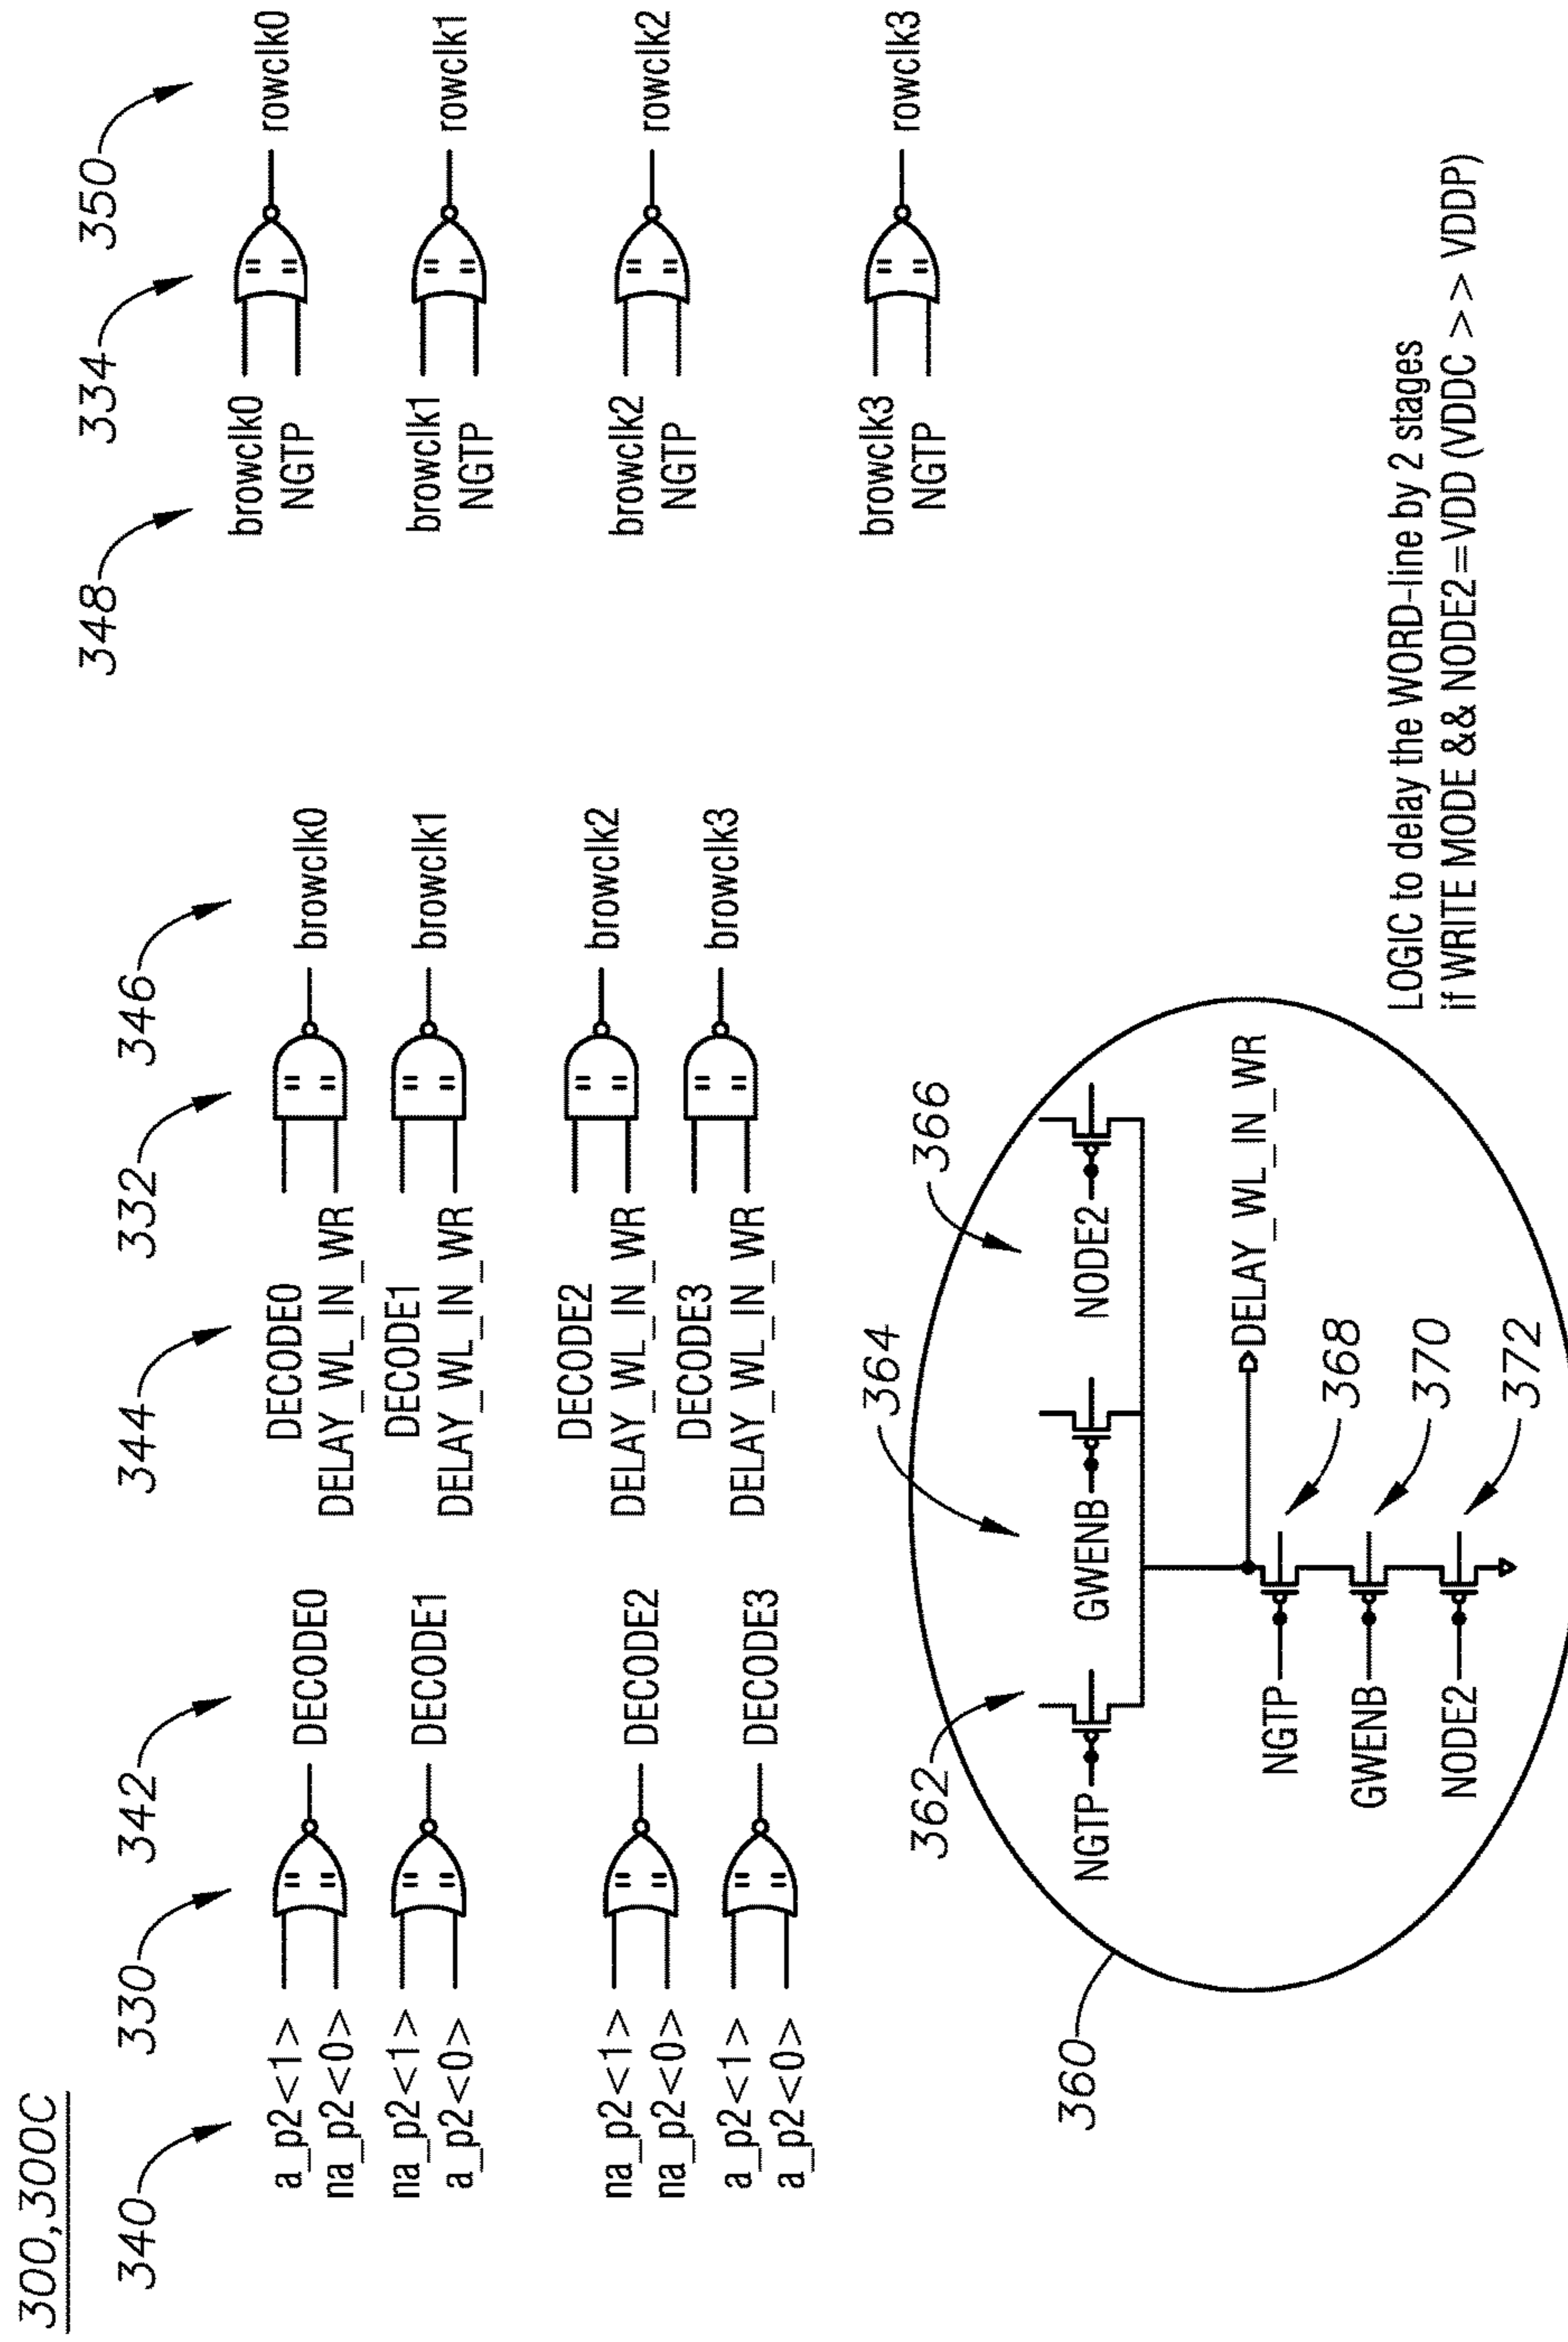 300,300C
340
330
342
344
332
346
348
334
350
a_p2<1>
na_p2<0>
DECODE0
na_p2<1>
a_p2<0>
DECODE1
na_p2<1>
na_p2<0>
DECODE2
a_p2<1>
a_p2<0>
DECODE3
DECODE0
DELAY_WL_IN_WR
browclk0
DECODE1
DELAY_WL_IN_WR
browclk1
DECODE2
DELAY_WL_IN_WR
browclk2
DECODE3
DELAY_WL_IN_WR
browclk3
browclk0
NGTP
rowclk0
browclk1
NGTP
rowclk1
browclk2
NGTP
rowclk2
browclk3
NGTP
rowclk3
360
362
364
366
NGTP
GWENB
NODE2
DELAY_WL_IN_WR
NGTP
368
GWENB
370
NODE2
372
LOGIC to delay the WORD-line by 2 stages
if WRITE MODE && NODE2=VDD (VDDC >> VDDP)